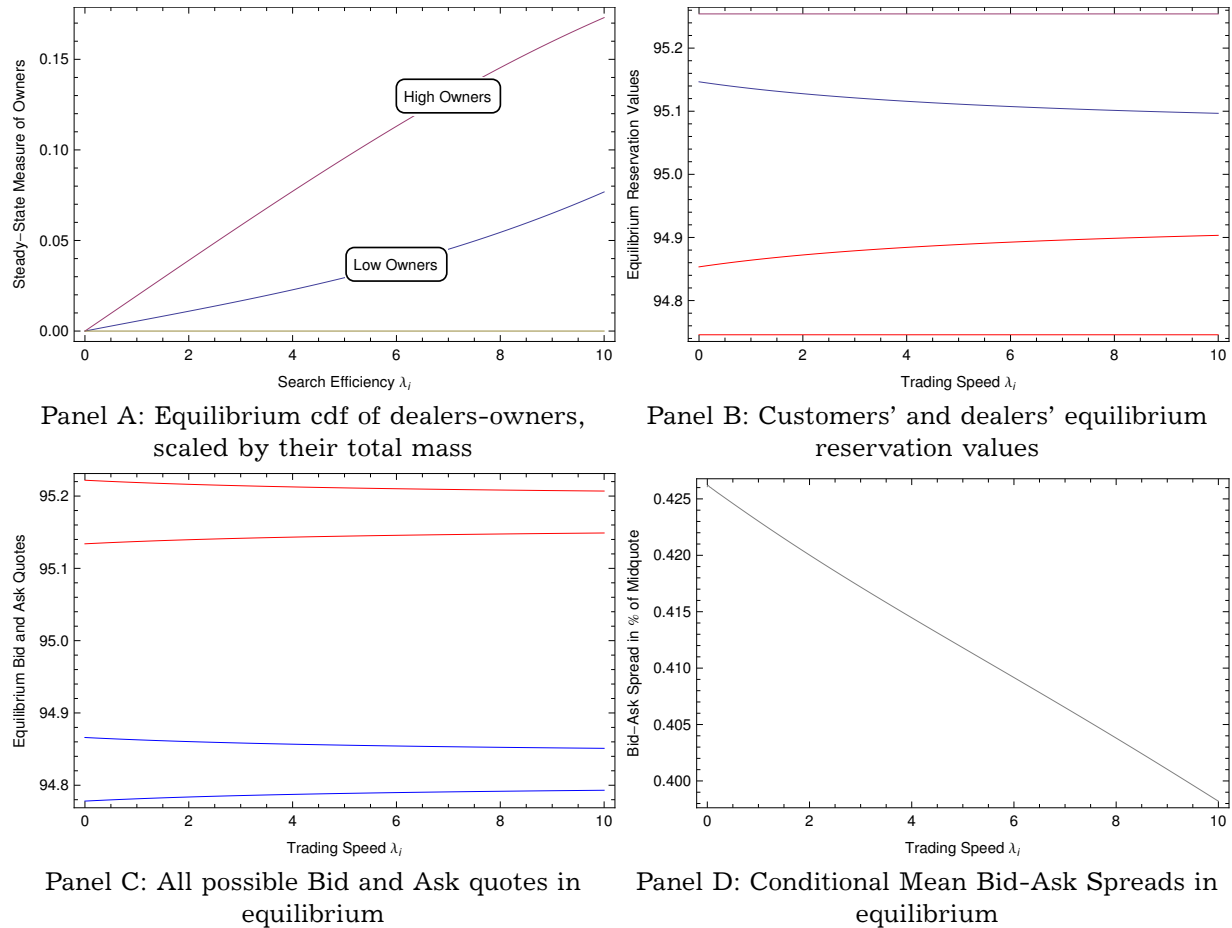 Steady-State Measure of Owners
0.15
0.10
0.05
0.00
High Owners
Low Owners
0 2 4 6 8 10
Search Efficiency λi
Panel A: Equilibrium cdf of dealers-owners,
scaled by their total mass
Equilibrium Reservation Values
95.2
95.1
95.0
94.9
94.8
0 2 4 6 8 10
Trading Speed λi
Panel B: Customers' and dealers' equilibrium
reservation values
Equilibrium Bid and Ask Quotes
95.2
95.1
95.0
94.9
94.8
0 2 4 6 8 10
Trading Speed λi
Panel C: All possible Bid and Ask quotes in
equilibrium
Bid-Ask Spread in % of Midquote
0.425
0.420
0.415
0.410
0.405
0.400
0 2 4 6 8 10
Trading Speed λi
Panel D: Conditional Mean Bid-Ask Spreads in
equilibrium